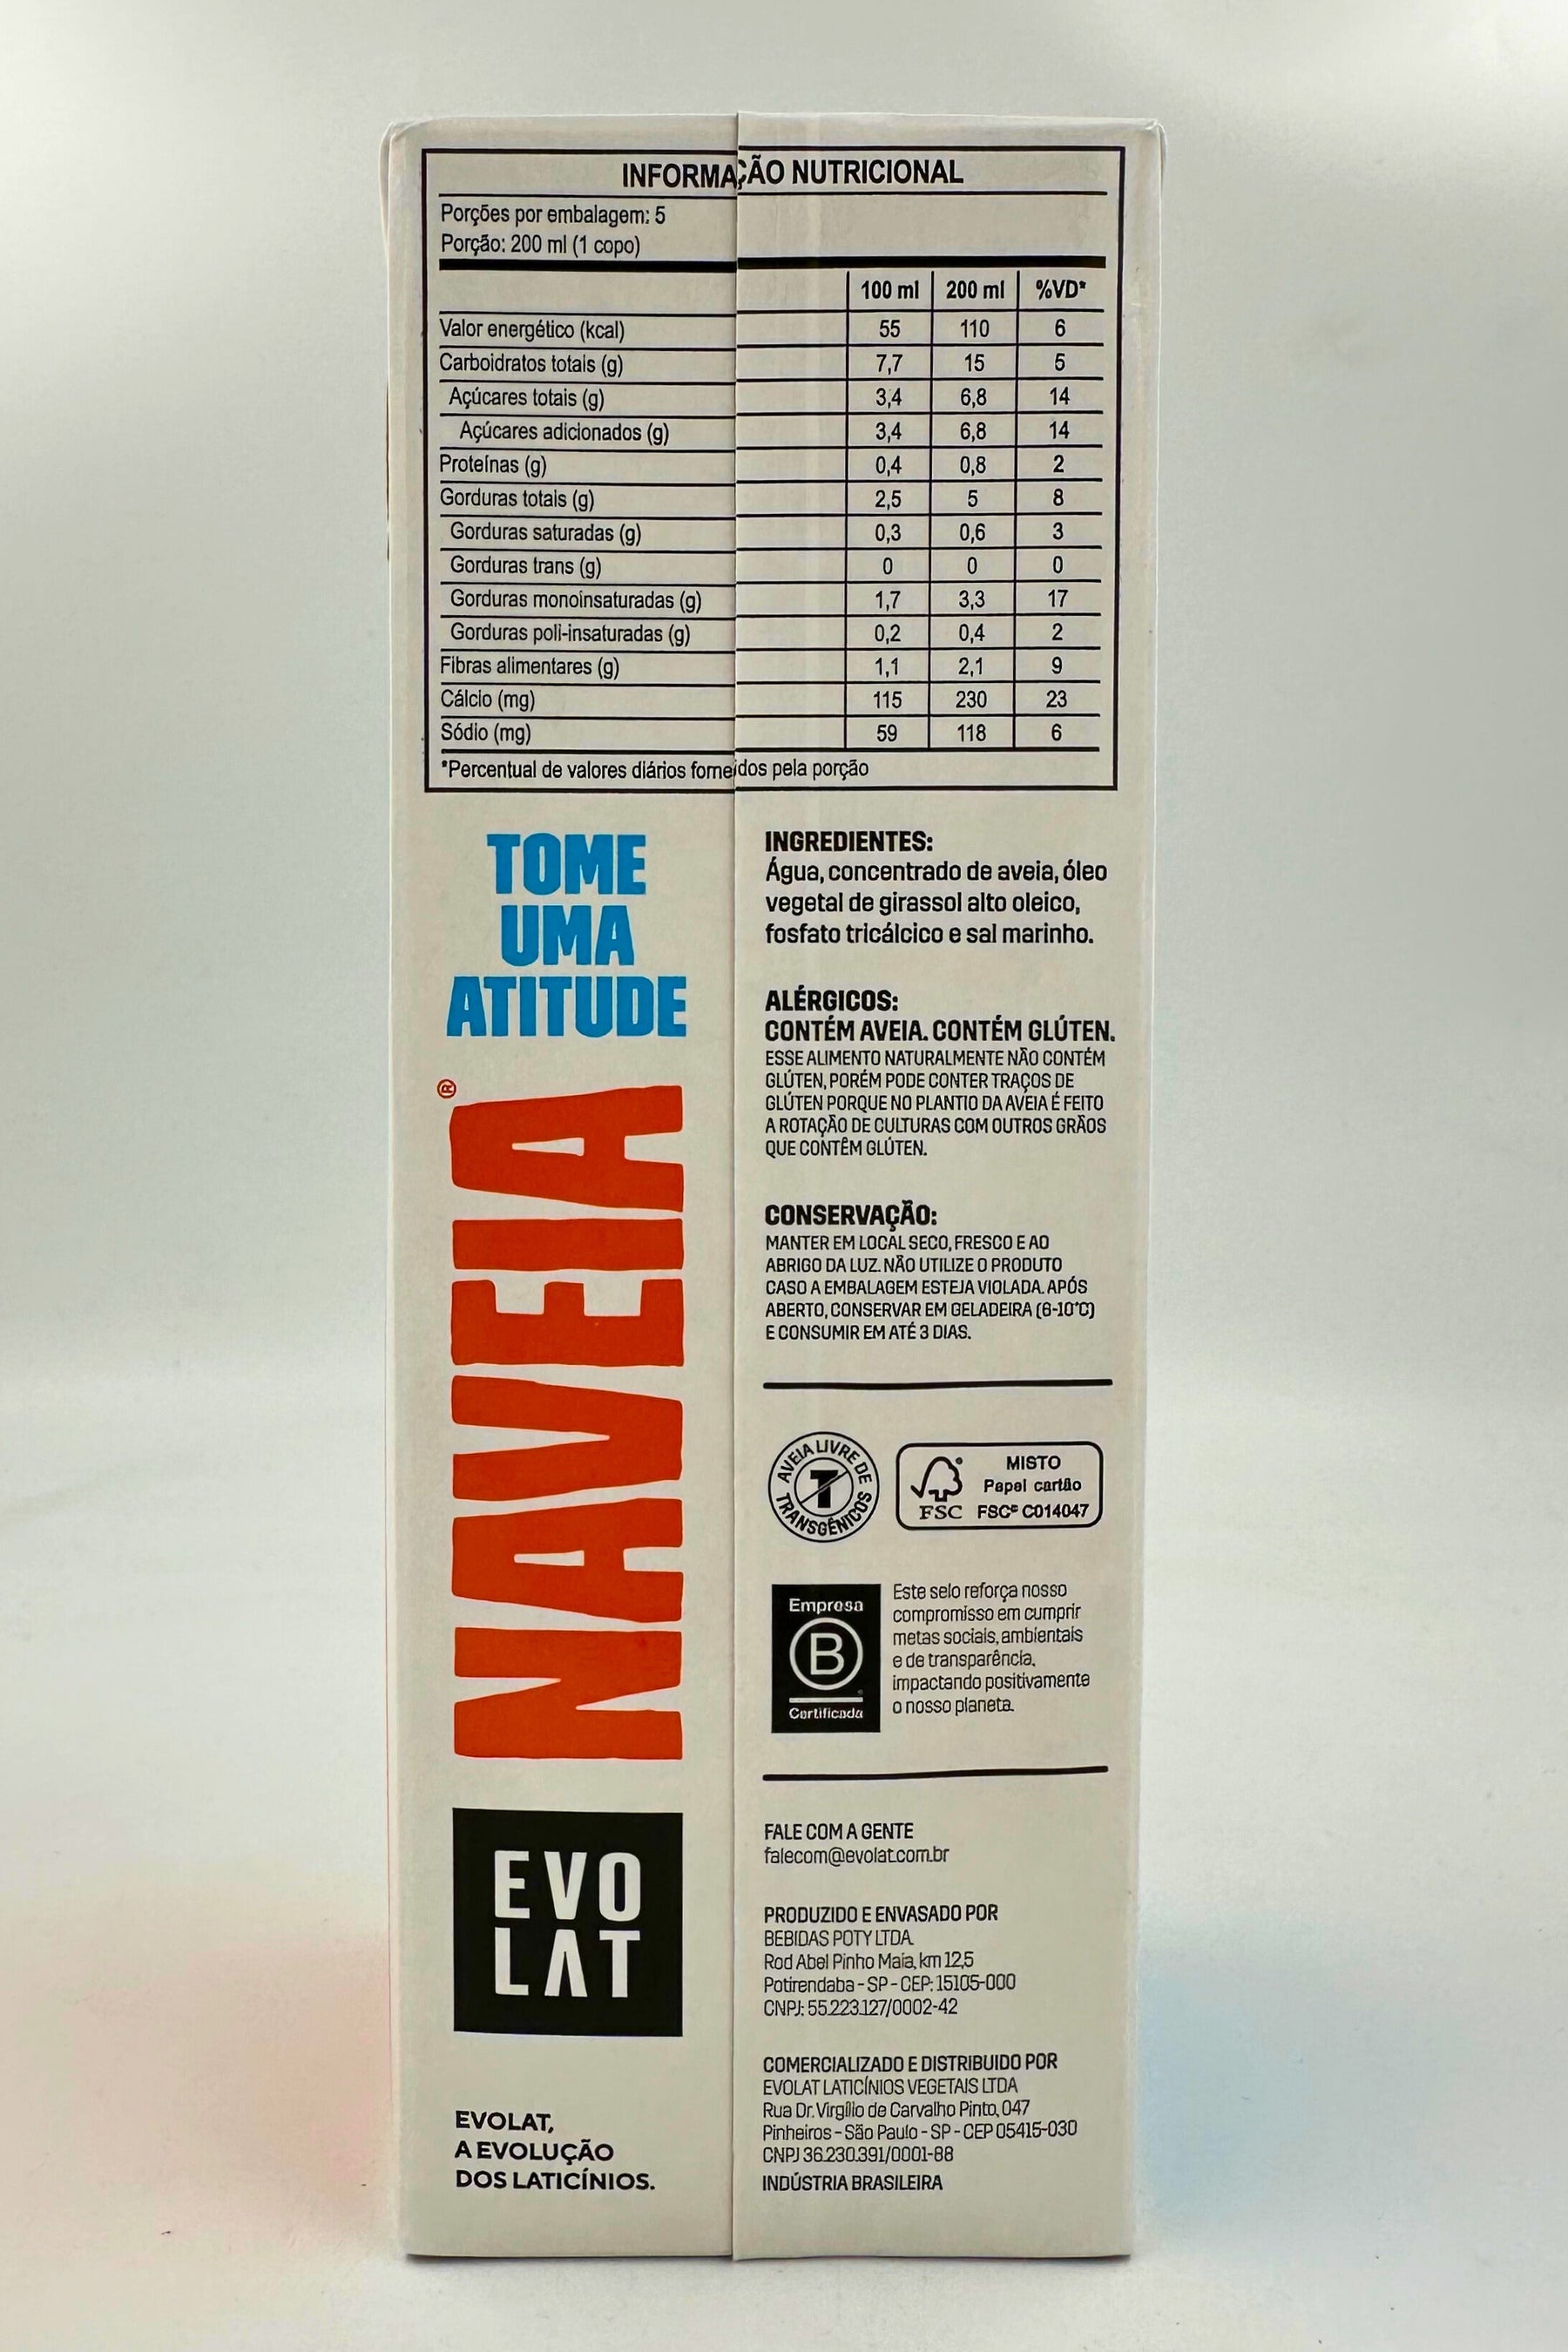 INFORMAÇÃO NUTRICIONAL
Porções por embalagem: 5
Porção: 200 ml (1 copo)
100 ml 200 ml %VD*
Valor energético (kcal) 55 110 6
Carboidratos totais (g) 7,7 15 5
Açúcares totais (g) 3,4 6,8 14
Açúcares adicionados (g) 3,4 6,8 14
Proteínas (g) 0,4 0,8 2
Gorduras totais (g) 2,5 5 8
Gorduras saturadas (g) 0,3 0,6 3
Gorduras trans (g) 0 0 0
Gorduras monoinsaturadas (g) 1,7 3,3 17
Gorduras poli-insaturadas (g) 0,2 0,4 2
Fibras alimentares (g) 1,1 2,1 9
Cálcio (mg) 115 230 23
Sódio (mg) 59 118 6
*Percentual de valores diários forneidos pela porção
TOME
UMA
ATITUDE
NAVEIA®
EVO
LAT
EVOLAT,
A EVOLUÇÃO
DOS LATICÍNIOS.
INGREDIENTES:
Água, concentrado de aveia, óleo
vegetal de girassol alto oleico,
fosfato tricálcico e sal marinho.
ALÉRGICOS:
CONTÉM AVEIA. CONTÉM GLÚTEN.
ESSE ALIMENTO NATURALMENTE NÃO CONTÉM
GLÚTEN, PORÉM PODE CONTER TRAÇOS DE
GLÚTEN PORQUE NO PLANTIO DA AVEIA É FEITO
A ROTAÇÃO DE CULTURAS COM OUTROS GRÃOS
QUE CONTÊM GLÚTEN.
CONSERVAÇÃO:
MANTER EM LOCAL SECO, FRESCO E AO
ABRIGO DA LUZ. NÃO UTILIZE O PRODUTO
CASO A EMBALAGEM ESTEJA VIOLADA. APÓS
ABERTO, CONSERVAR EM GELADEIRA (6-10°C)
E CONSUMIR EM ATÉ 3 DIAS.
AVEIA LIVRE DE
T
TRANSGÊNICOS
FSC
MISTO
Papel cartão
FSC® C014047
Empresa
B
Certificada
Este selo reforça nosso
compromisso em cumprir
metas sociais, ambientais
e de transparência,
impactando positivamente
o nosso planeta.
FALE COM A GENTE
falecom@evolat.com.br
PRODUZIDO E ENVASADO POR
BEBIDAS POTY LTDA.
Rod Abel Pinho Maia, km 12,5
Potirendaba - SP - CEP: 15105-000
CNPJ: 55.223.127/0002-42
COMERCIALIZADO E DISTRIBUIDO POR
EVOLAT LATICÍNIOS VEGETAIS LTDA
Rua Dr. Virgílio de Carvalho Pinto, 047
Pinheiros - São Paulo - SP - CEP 05415-030
CNPJ 36.230.391/0001-88
INDÚSTRIA BRASILEIRA